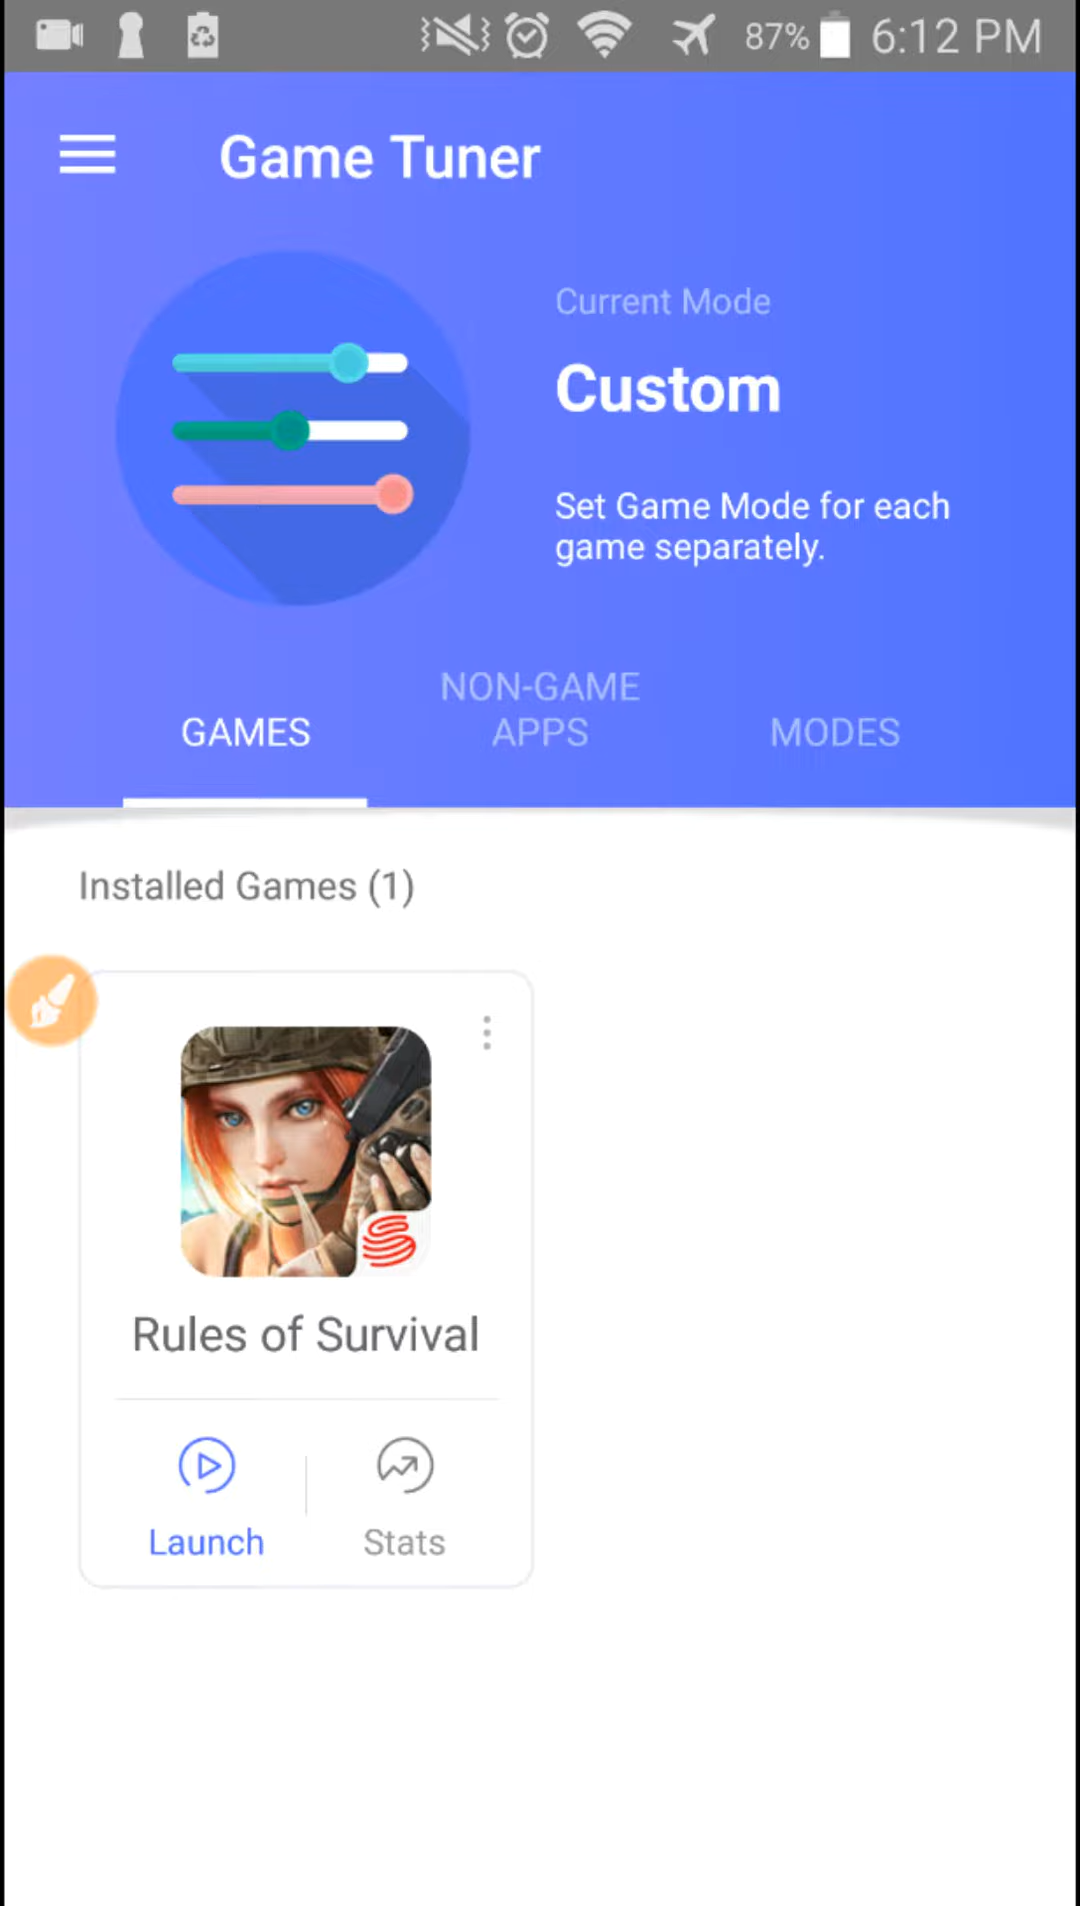 87% 6:12 PM
Game Tuner
Current Mode
Custom
Set Game Mode for each
game separately.
GAMES
NON-GAME
APPS
MODES
Installed Games (1)
Rules of Survival
Launch
Stats